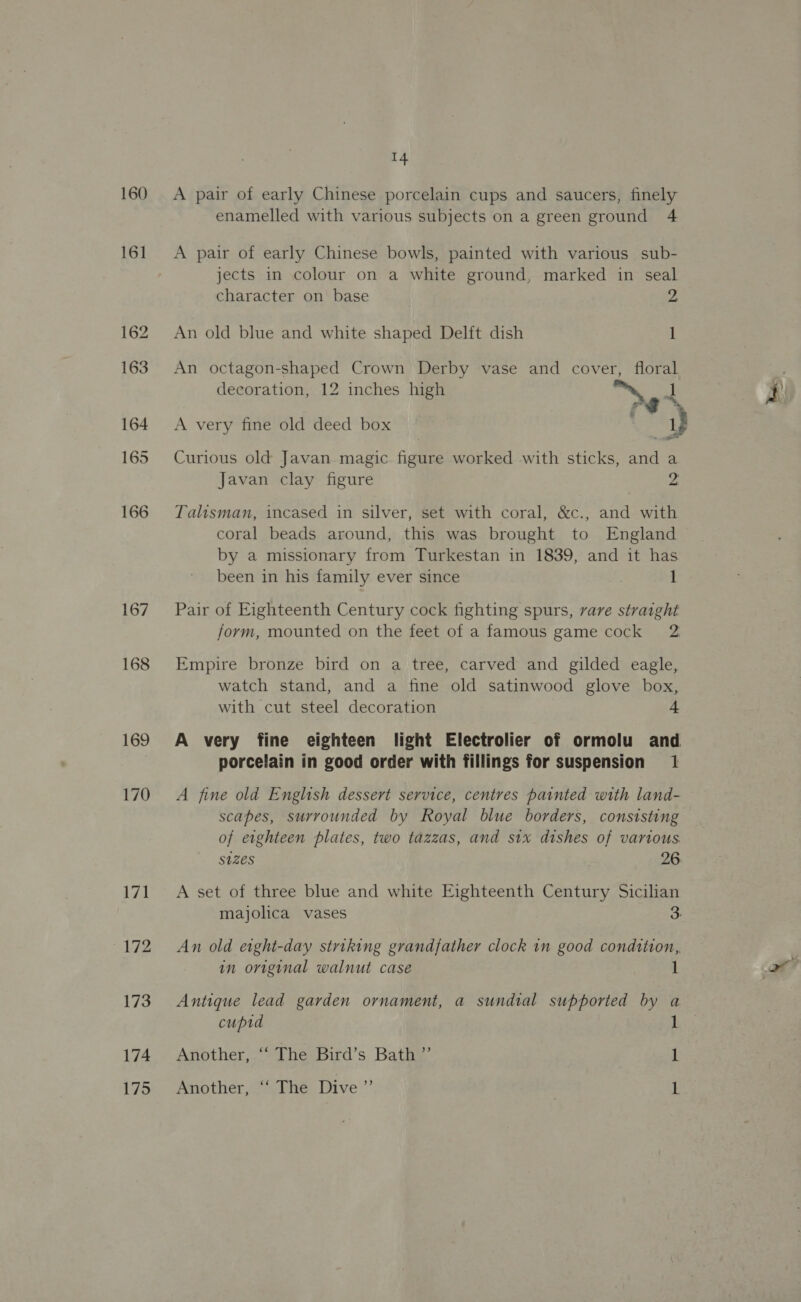 14
160 A pair of early Chinese porcelain cups and saucers, finely
enamelled with various subjects on a green ground 4
161 A pair of early Chinese bowls, painted with various sub-
jects in colour on a white ground, marked in seal
character on base 2
162 An old blue and white shaped Delft dish 1
163 An octagon-shaped Crown Derby vase and cover, floral
decoration, 12 inches high 1
164 A very fine old deed box 1
165 Curious old Javan magic figure worked with sticks, and a
Javan clay figure 2
166 Talisman, incased in silver, set with coral, &c., and with
coral beads around, this was brought to England
by a missionary from Turkestan in 1839, and it has
been in his family ever since 1
167 Pair of Eighteenth Century cock fighting spurs, rare straight
form, mounted on the feet of a famous game cock 2
168 Empire bronze bird on a tree, carved and gilded eagle,
watch stand, and a fine old satinwood glove box,
with cut steel decoration 4
169 A very fine eighteen light Electrolier of ormolu and
porcelain in good order with fillings for suspension 1
170 A fine old English dessert service, centres painted with land-
scapes, surrounded by Royal blue borders, consisting
of eighteen plates, two tazzas, and six dishes of various
sizes 26
171 A set of three blue and white Eighteenth Century Sicilian
majolica vases 3
172 An old eight-day striking grandfather clock in good condition,
in original walnut case 1
173 Antique lead garden ornament, a sundial supported by a
cupid 1
174 Another, “ The Bird's Bath ” 1
175 Another, “ The Dive ” 1